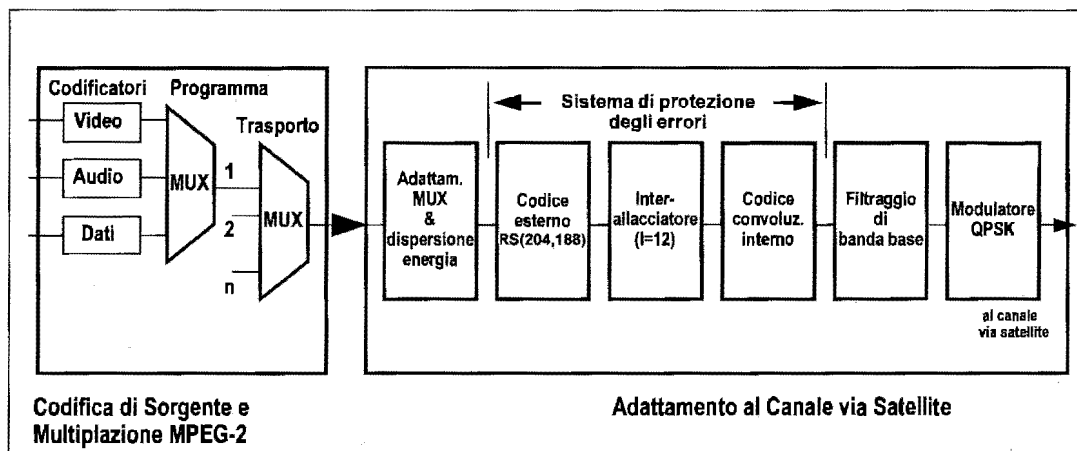 Codificatori Programma
Video
Audio
Dati
MUX
1
2
n
Trasporto
MUX
Sistema di protezione
degli errori
Adattam.
MUX
&
dispersione
energia
Codice
esterno
RS(204,188)
Inter-
allacciatore
(I=12)
Codice
convoluz.
interno
Filtraggio
di
banda base
Modulatore
QPSK
al canale
via satellite
Codifica di Sorgente e
Multiplazione MPEG-2
Adattamento al Canale via Satellite